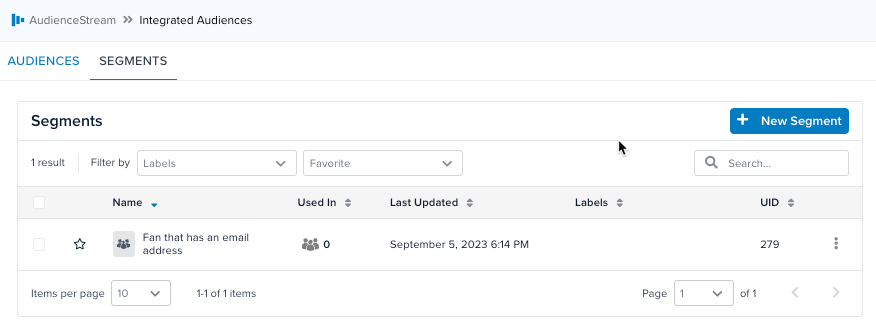 AudienceStream >> Integrated Audiences
AUDIENCES SEGMENTS
Segments
+ New Segment
1 result Filter by Labels Favorite Search...
Name Used In Last Updated Labels UID
Fan that has an email
address
0 September 5, 2023 6:14 PM 279
Items per page 10 1-1 of 1 items Page 1 of 1